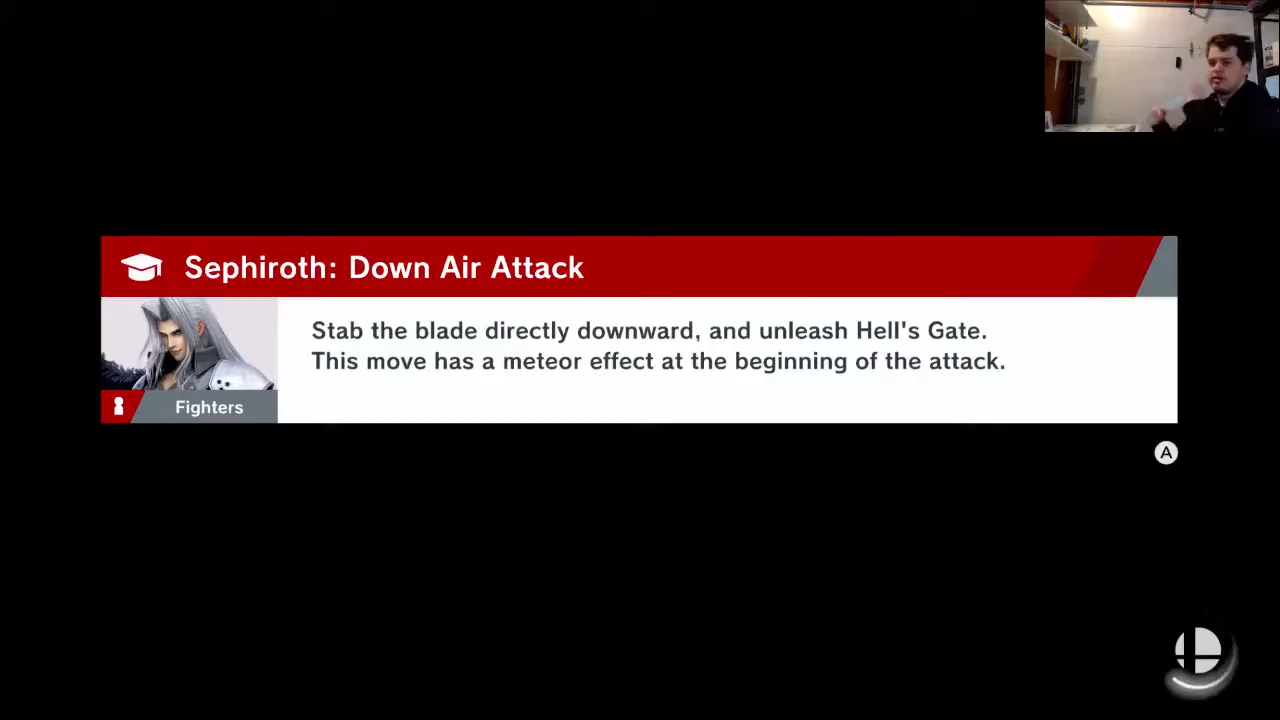 Sephiroth: Down Air Attack
Stab the blade directly downward, and unleash Hell's Gate.
This move has a meteor effect at the beginning of the attack.
Fighters
A